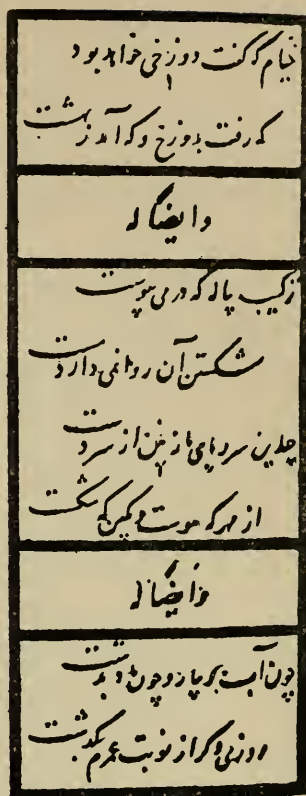 خیام که گفت دوزخی خواهد بود
که رفت بدوزخ و که آمد ز بهشت
وایضا له
ترکیب پیاله که درمی پیوست
بشکستن آن روا نمی دارد مست
چندین سر و پای نازنین از سر دست
از مهر که پیوست و بکین که شکست
وایضا له
چون آب بجویبار و چون باد بدشت
روزی دگر از نوبت عمرم بگذشت